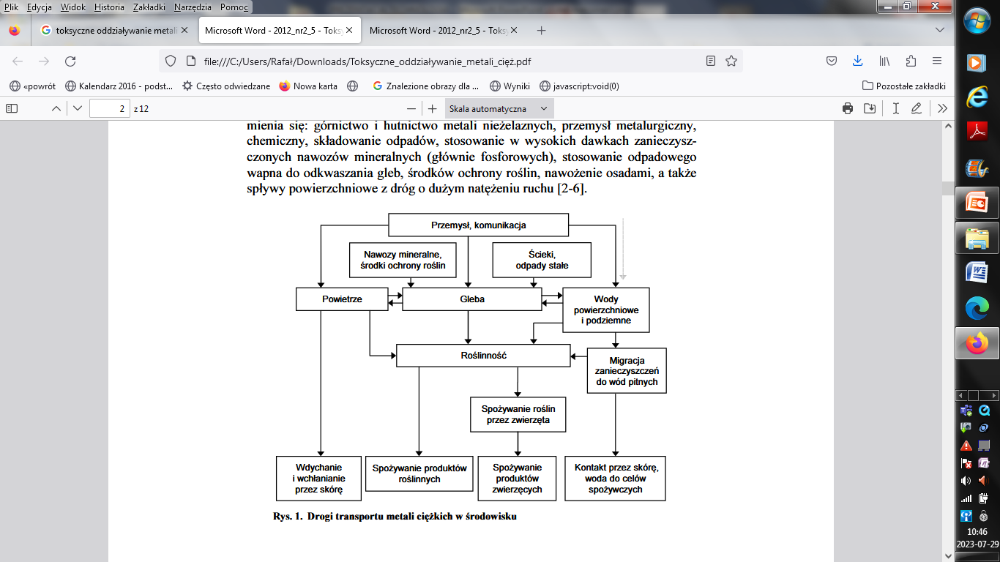 Plik Edycja Widok Historia Zakładki Narzędzia Pomoc
toksyczne oddziaływanie metali
Microsoft Word - 2012_nr2_5 - Toksy
Microsoft Word - 2012_nr2_5 - Toksy
file:///C:/Users/Rafał/Downloads/Toksyczne_oddziaływanie_metali_cięż.pdf
«powrót
Kalendarz 2016 - podst...
Często odwiedzane
Nowa karta
Znalezione obrazy dla ...
Wyniki
javascript:void(0)
Pozostałe zakładki
2 z 12
Skala automatyczna
mienia się: górnictwo i hutnictwo metali nieżelaznych, przemysł metalurgiczny,
chemiczny, składowanie odpadów, stosowanie w wysokich dawkach zanieczysz-
czonych nawozów mineralnych (głównie fosforowych), stosowanie odpadowego
wapna do odkwaszania gleb, środków ochrony roślin, nawożenie osadami, a także
spływy powierzchniowe z dróg o dużym natężeniu ruchu [2-6].
Przemysł, komunikacja
Nawozy mineralne,
środki ochrony roślin
Ścieki,
odpady stałe
Powietrze
Gleba
Wody
powierzchniowe
i podziemne
Roślinność
Migracja
zanieczyszczeń
do wód pitnych
Spożywanie roślin
przez zwierzęta
Wdychanie
i wchłanianie
przez skórę
Spożywanie produktów
roślinnych
Spożywanie
produktów
zwierzęcych
Kontakt przez skórę,
woda do celów
spożywczych
Rys. 1. Drogi transportu metali ciężkich w środowisku
10:46
2023-07-29